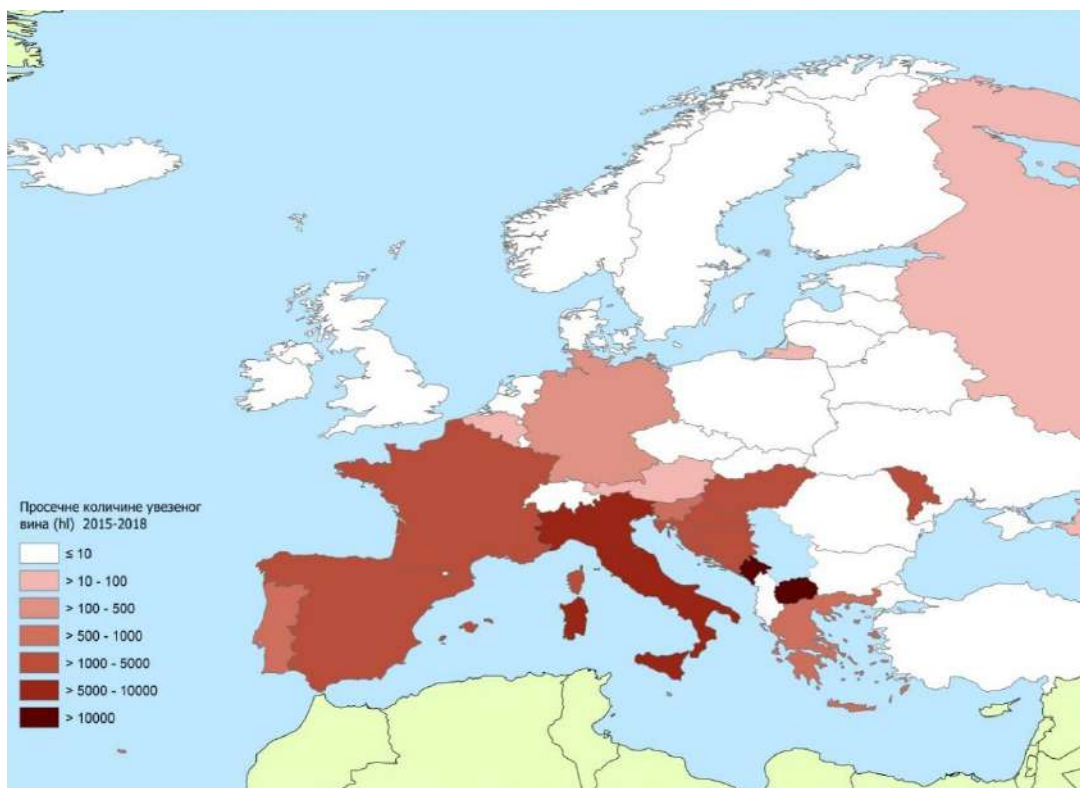 Просечне количине увезеног
вина (hl) 2015-2018
≤ 10
> 10 - 100
> 100 - 500
> 500 - 1000
> 1000 - 5000
> 5000 - 10000
> 10000